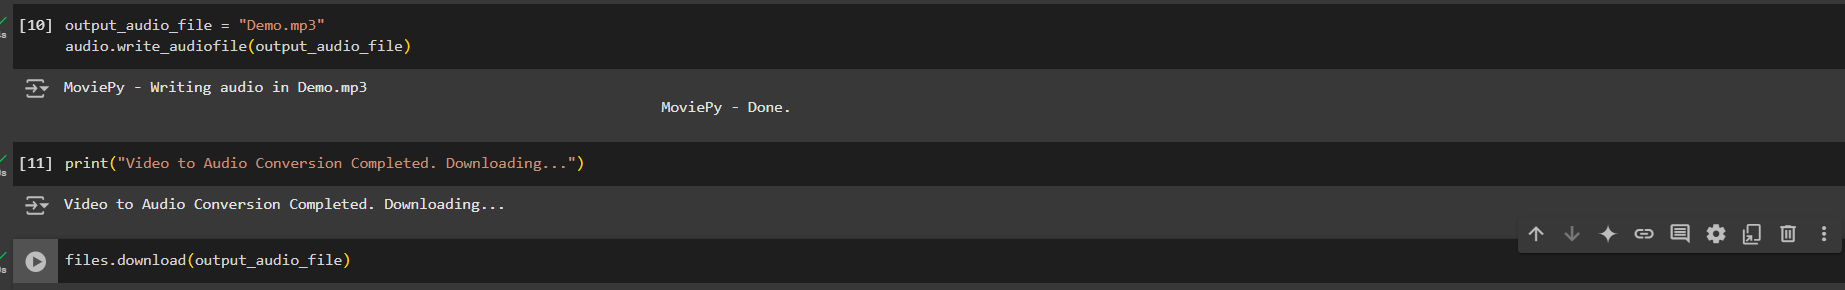 [10] output_audio_file = "Demo.mp3"
audio.write_audiofile(output_audio_file)
MoviePy - Writing audio in Demo.mp3
MoviePy - Done.
[11] print("Video to Audio Conversion Completed. Downloading...")
Video to Audio Conversion Completed. Downloading...
files.download(output_audio_file)